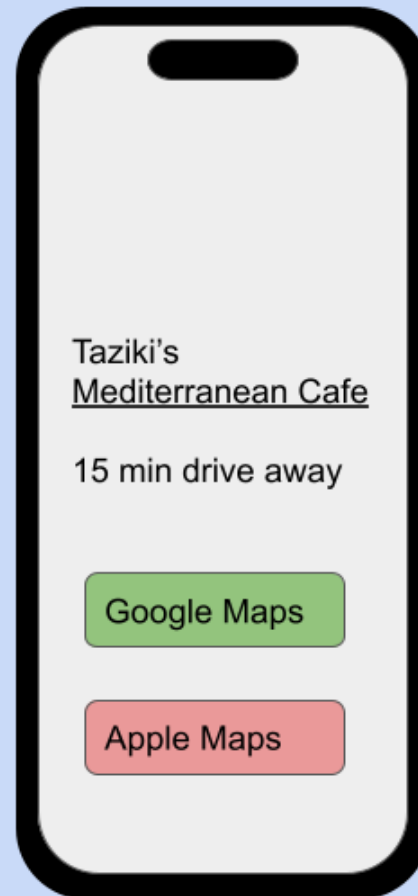 Taziki’s
Mediterranean Cafe
15 min drive away
Google Maps
Apple Maps